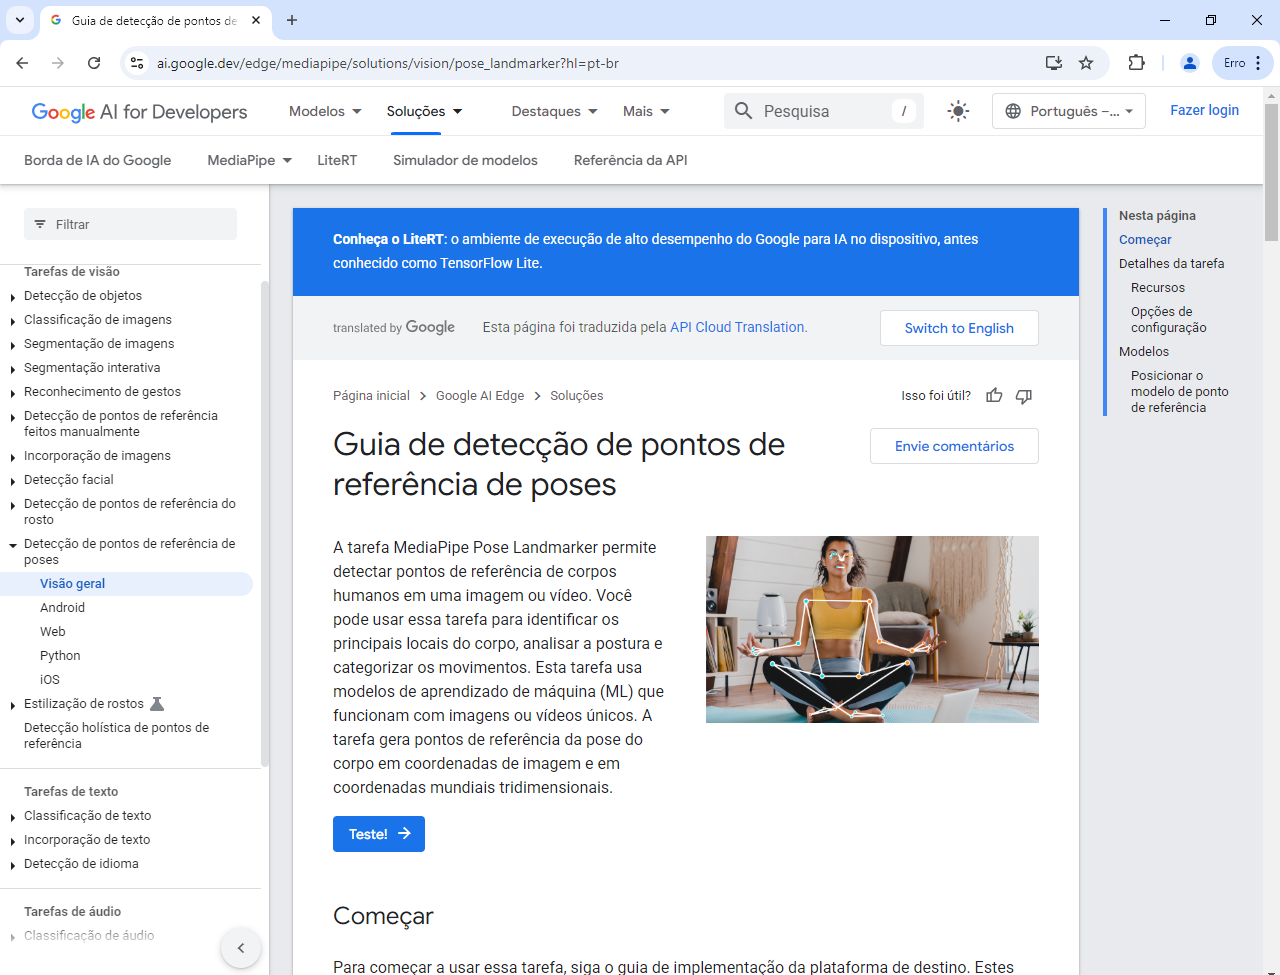 Guia de detecção de pontos de
ai.google.dev/edge/mediapipe/solutions/vision/pose_landmarker?hl=pt-br
Erro
Google AI for Developers
Modelos
Soluções
Destaques
Mais
Pesquisa
/
Português –...
Fazer login
Borda de IA do Google
MediaPipe
LiteRT
Simulador de modelos
Referência da API
Filtrar
Tarefas de visão
Detecção de objetos
Classificação de imagens
Segmentação de imagens
Segmentação interativa
Reconhecimento de gestos
Detecção de pontos de referência
feitos manualmente
Incorporação de imagens
Detecção facial
Detecção de pontos de referência do
rosto
Detecção de pontos de referência de
poses
Visão geral
Android
Web
Python
iOS
Estilização de rostos
Detecção holística de pontos de
referência
Tarefas de texto
Classificação de texto
Incorporação de texto
Detecção de idioma
Tarefas de áudio
Classificação de áudio
Conheça o LiteRT: o ambiente de execução de alto desempenho do Google para IA no dispositivo, antes
conhecido como TensorFlow Lite.
translated by Google
Esta página foi traduzida pela API Cloud Translation.
Switch to English
Página inicial
Google AI Edge
Soluções
Isso foi útil?
Guia de detecção de pontos de
referência de poses
Envie comentários
A tarefa MediaPipe Pose Landmarker permite
detectar pontos de referência de corpos
humanos em uma imagem ou vídeo. Você
pode usar essa tarefa para identificar os
principais locais do corpo, analisar a postura e
categorizar os movimentos. Esta tarefa usa
modelos de aprendizado de máquina (ML) que
funcionam com imagens ou vídeos únicos. A
tarefa gera pontos de referência da pose do
corpo em coordenadas de imagem e em
coordenadas mundiais tridimensionais.
Teste!
Começar
Para começar a usar essa tarefa, siga o guia de implementação da plataforma de destino. Estes
Nesta página
Começar
Detalhes da tarefa
Recursos
Opções de
configuração
Modelos
Posicionar o
modelo de ponto
de referência